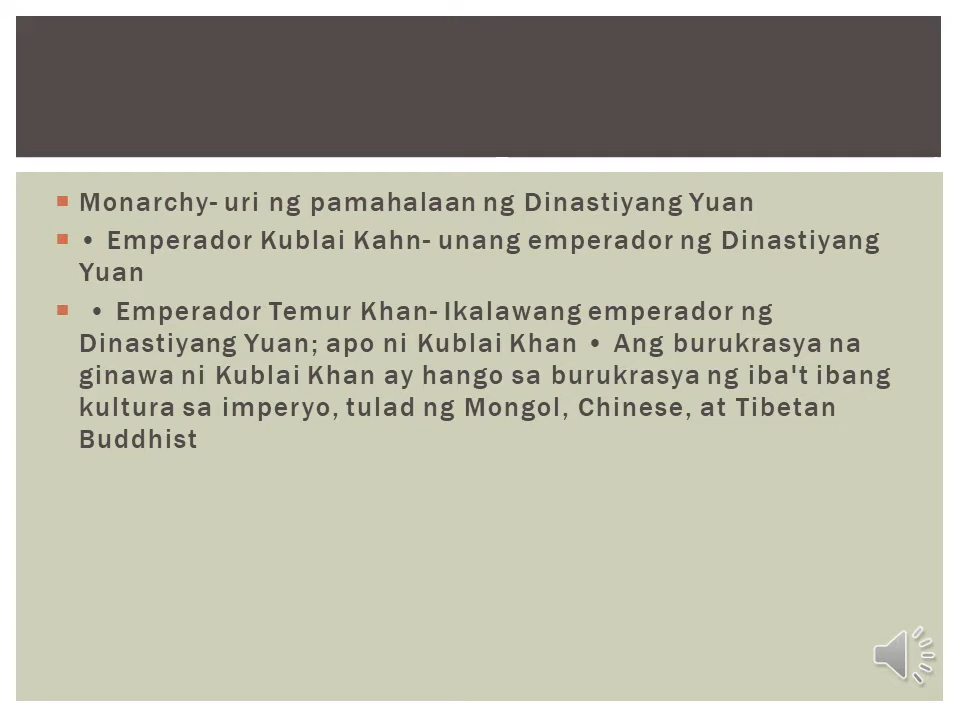 Monarchy- uri ng pamahalaan ng Dinastiyang Yuan
• Emperador Kublai Kahn- unang emperador ng Dinastiyang
Yuan
• Emperador Temur Khan- Ikalawang emperador ng
Dinastiyang Yuan; apo ni Kublai Khan • Ang burukrasya na
ginawa ni Kublai Khan ay hango sa burukrasya ng iba't ibang
kultura sa imperyo, tulad ng Mongol, Chinese, at Tibetan
Buddhist